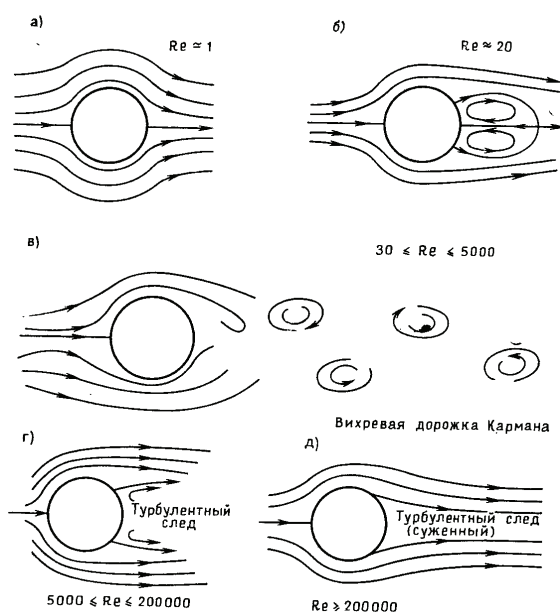 а)
Re ≃ 1
б)
Re ≃ 20
в)
30 ≤ Re ≤ 5000
Вихревая дорожка Кармана
г)
Турбулентный
след
5000 ≤ Re ≤ 200000
д)
Турбулентный след
(суженный)
Re ≥ 200000